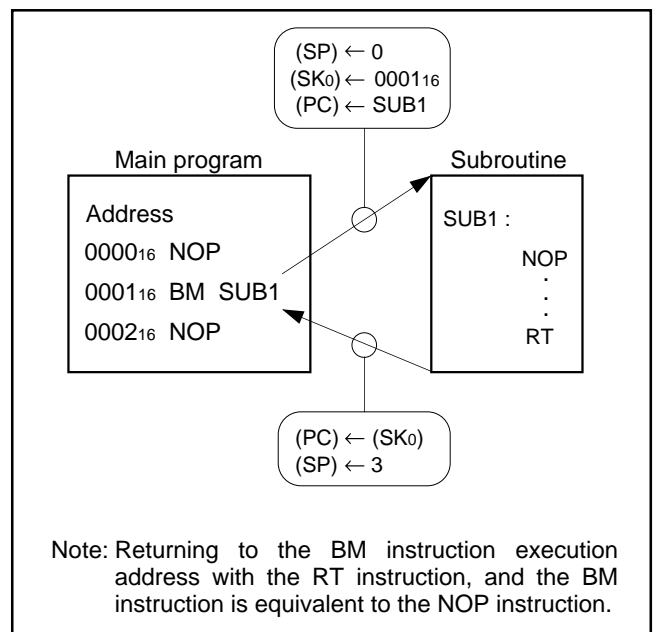 (SP) ← 0
(SK0) ← 000116
(PC) ← SUB1
Main program
Subroutine
Address
000016 NOP
000116 BM SUB1
000216 NOP
SUB1 :
NOP
.
.
.
RT
(PC) ← (SK0)
(SP) ← 3
Note: Returning to the BM instruction execution
address with the RT instruction, and the BM
instruction is equivalent to the NOP instruction.